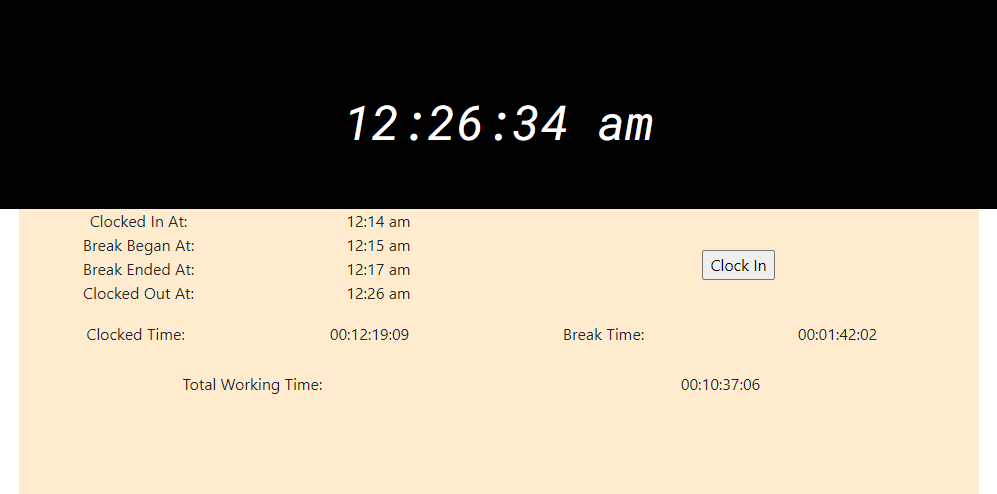 12:26:34 am
Clocked In At: 12:14 am
Break Began At: 12:15 am
Clock In
Break Ended At: 12:17 am
Clocked Out At: 12:26 am
Clocked Time: 00:12:19:09 Break Time: 00:01:42:02
Total Working Time: 00:10:37:06